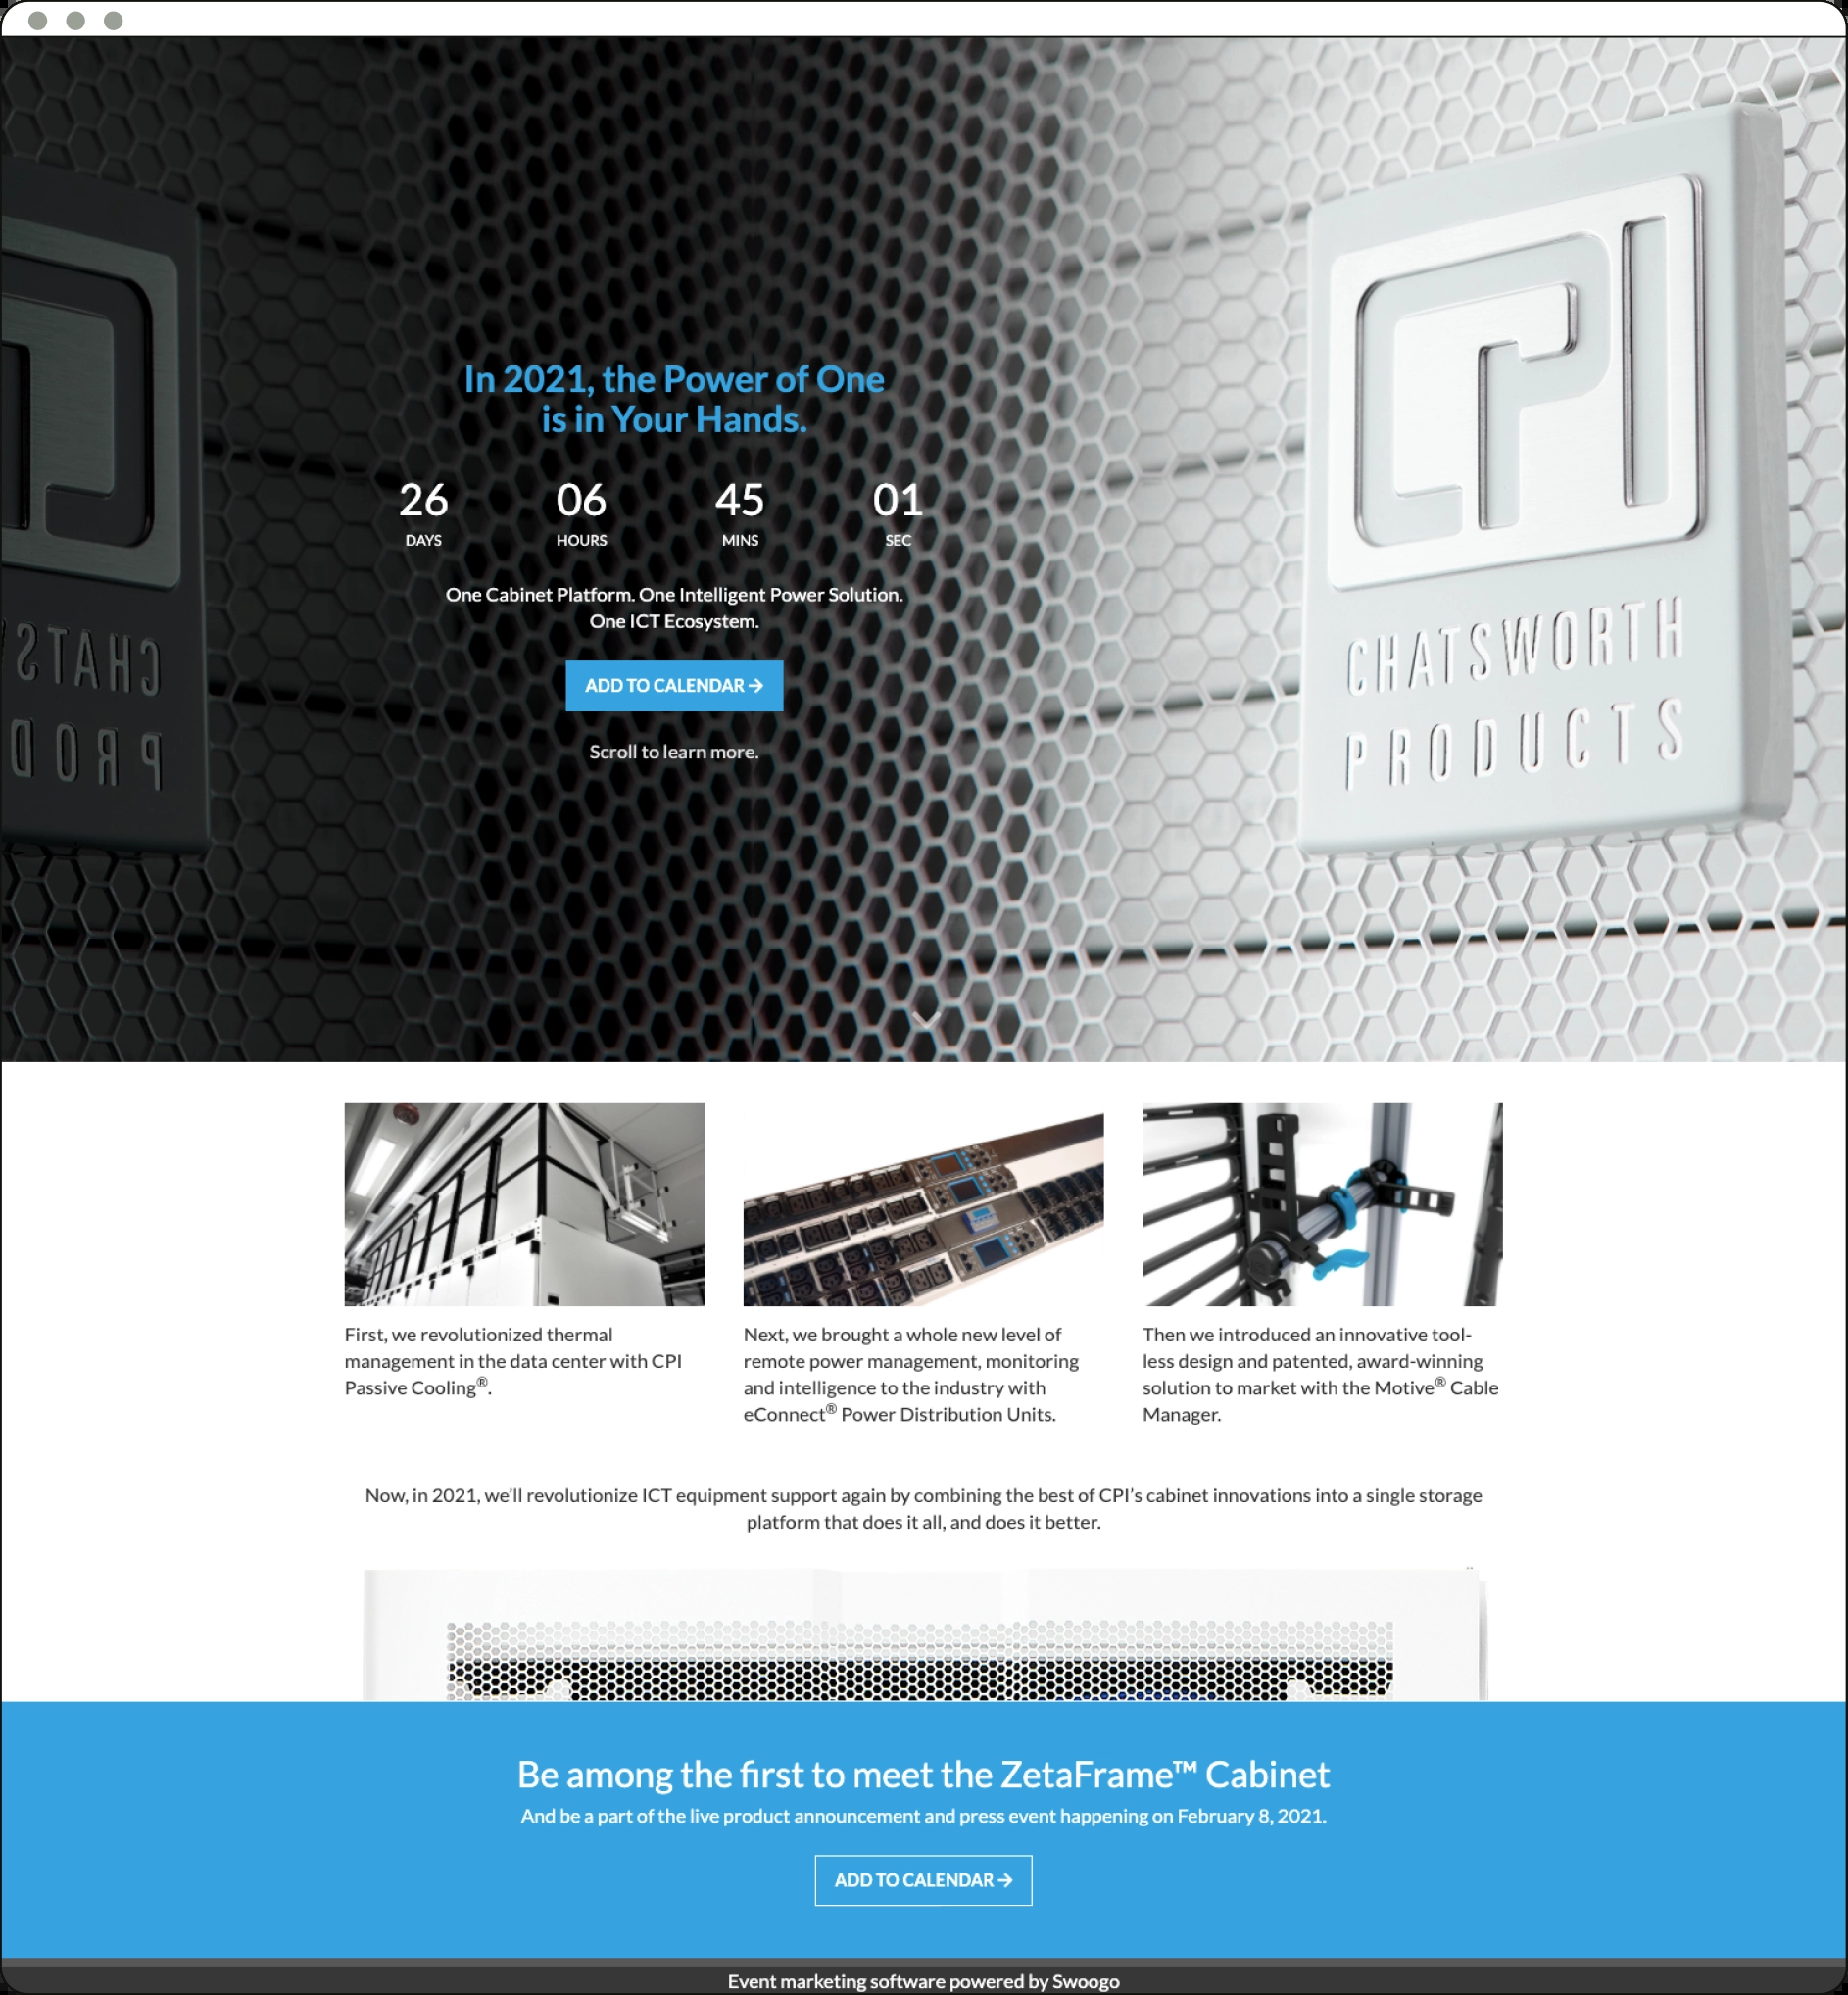 In 2021, the Power of One
is in Your Hands.
26 06 45 01
DAYS HOURS MINS SEC
One Cabinet Platform. One Intelligent Power Solution.
One ICT Ecosystem.
ADD TO CALENDAR →
Scroll to learn more.
CPI
CHATSWORTH
PRODUCTS
CHATS
PROD
First, we revolutionized thermal
management in the data center with CPI
Passive Cooling®.
Next, we brought a whole new level of
remote power management, monitoring
and intelligence to the industry with
eConnect® Power Distribution Units.
Then we introduced an innovative tool-
less design and patented, award-winning
solution to market with the Motive® Cable
Manager.
Now, in 2021, we'll revolutionize ICT equipment support again by combining the best of CPI's cabinet innovations into a single storage
platform that does it all, and does it better.
Be among the first to meet the ZetaFrame™ Cabinet
And be a part of the live product announcement and press event happening on February 8, 2021.
ADD TO CALENDAR →
Event marketing software powered by Swoogo